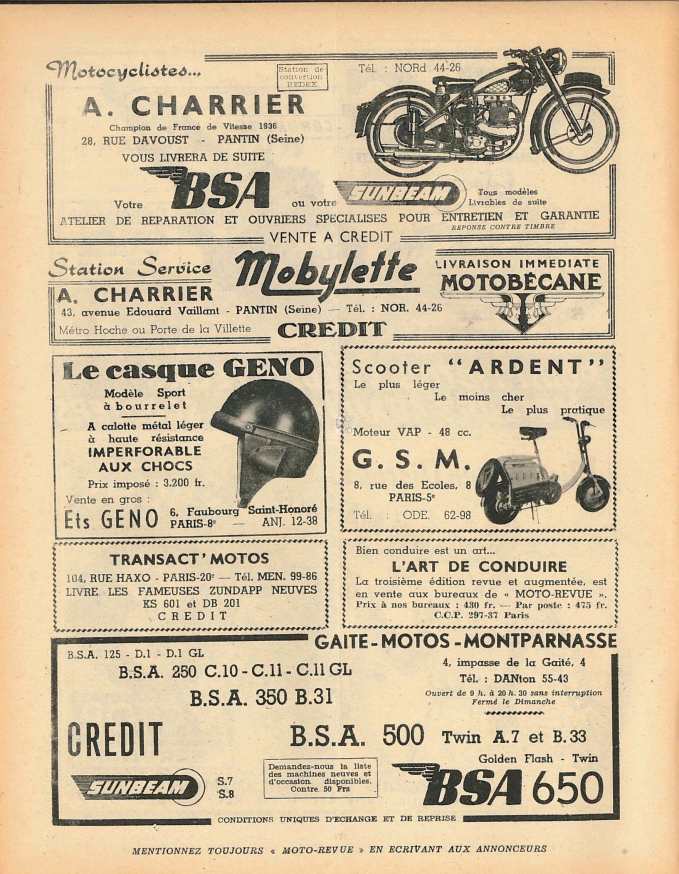 Motocyclistes...
Station de
convertion
REDEX
Tél. : NORd 44-26
A. CHARRIER
Champion de France de Vitesse 1936
28, RUE DAVOUST - PANTIN (Seine)
VOUS LIVRERA DE SUITE
Votre BSA ou votre SUNBEAM
Tous modèles
Livrables de suite
ATELIER DE REPARATION ET OUVRIERS SPECIALISES POUR ENTRETIEN ET GARANTIE
REPONSE CONTRE TIMBRE
VENTE A CREDIT
Station Service Mobylette
LIVRAISON IMMEDIATE
MOTOBÉCANE
A. CHARRIER
43, avenue Edouard Vaillant - PANTIN (Seine) — Tél. : NOR. 44-26
Métro Hoche ou Porte de la Villette
CREDIT
Le casque GENO
Modèle Sport
à bourrelet
A calotte métal léger
à haute résistance
IMPERFORABLE
AUX CHOCS
Prix imposé : 3.200 fr.
Vente en gros :
Ets GENO
6, Faubourg Saint-Honoré
PARIS-8e — ANJ. 12-38
Scooter "ARDENT"
Le plus léger
Le moins cher
Le plus pratique
Moteur VAP - 48 cc.
G. S. M.
8, rue des Ecoles, 8
PARIS-5e
Tél. : ODE. 62-98
TRANSACT' MOTOS
104, RUE HAXO - PARIS-20e — Tél. MEN. 99-86
LIVRE LES FAMEUSES ZUNDAPP NEUVES
KS 601 et DB 201
CREDIT
Bien conduire est un art...
L'ART DE CONDUIRE
La troisième édition revue et augmentée, est
en vente aux bureaux de « MOTO-REVUE ».
Prix à nos bureaux : 430 fr. — Par poste : 475 fr.
C.C.P. 297-37 Paris
GAITE-MOTOS-MONTPARNASSE
B.S.A. 125 - D.1 - D.1 GL
B.S.A. 250 C.10 - C.11 - C.11 GL
B.S.A. 350 B.31
4, impasse de la Gaité, 4
Tél. : DANton 55-43
Ouvert de 9 h. à 20 h. 30 sans interruption
Fermé le Dimanche
CREDIT
B.S.A. 500 Twin A.7 et B.33
Golden Flash - Twin
SUNBEAM
S.7
S.8
Demandez-nous la liste
des machines neuves et
d'occasion disponibles.
Contre 50 Frs
BSA 650
CONDITIONS UNIQUES D'ECHANGE ET DE REPRISE
MENTIONNEZ TOUJOURS « MOTO-REVUE » EN ECRIVANT AUX ANNONCEURS